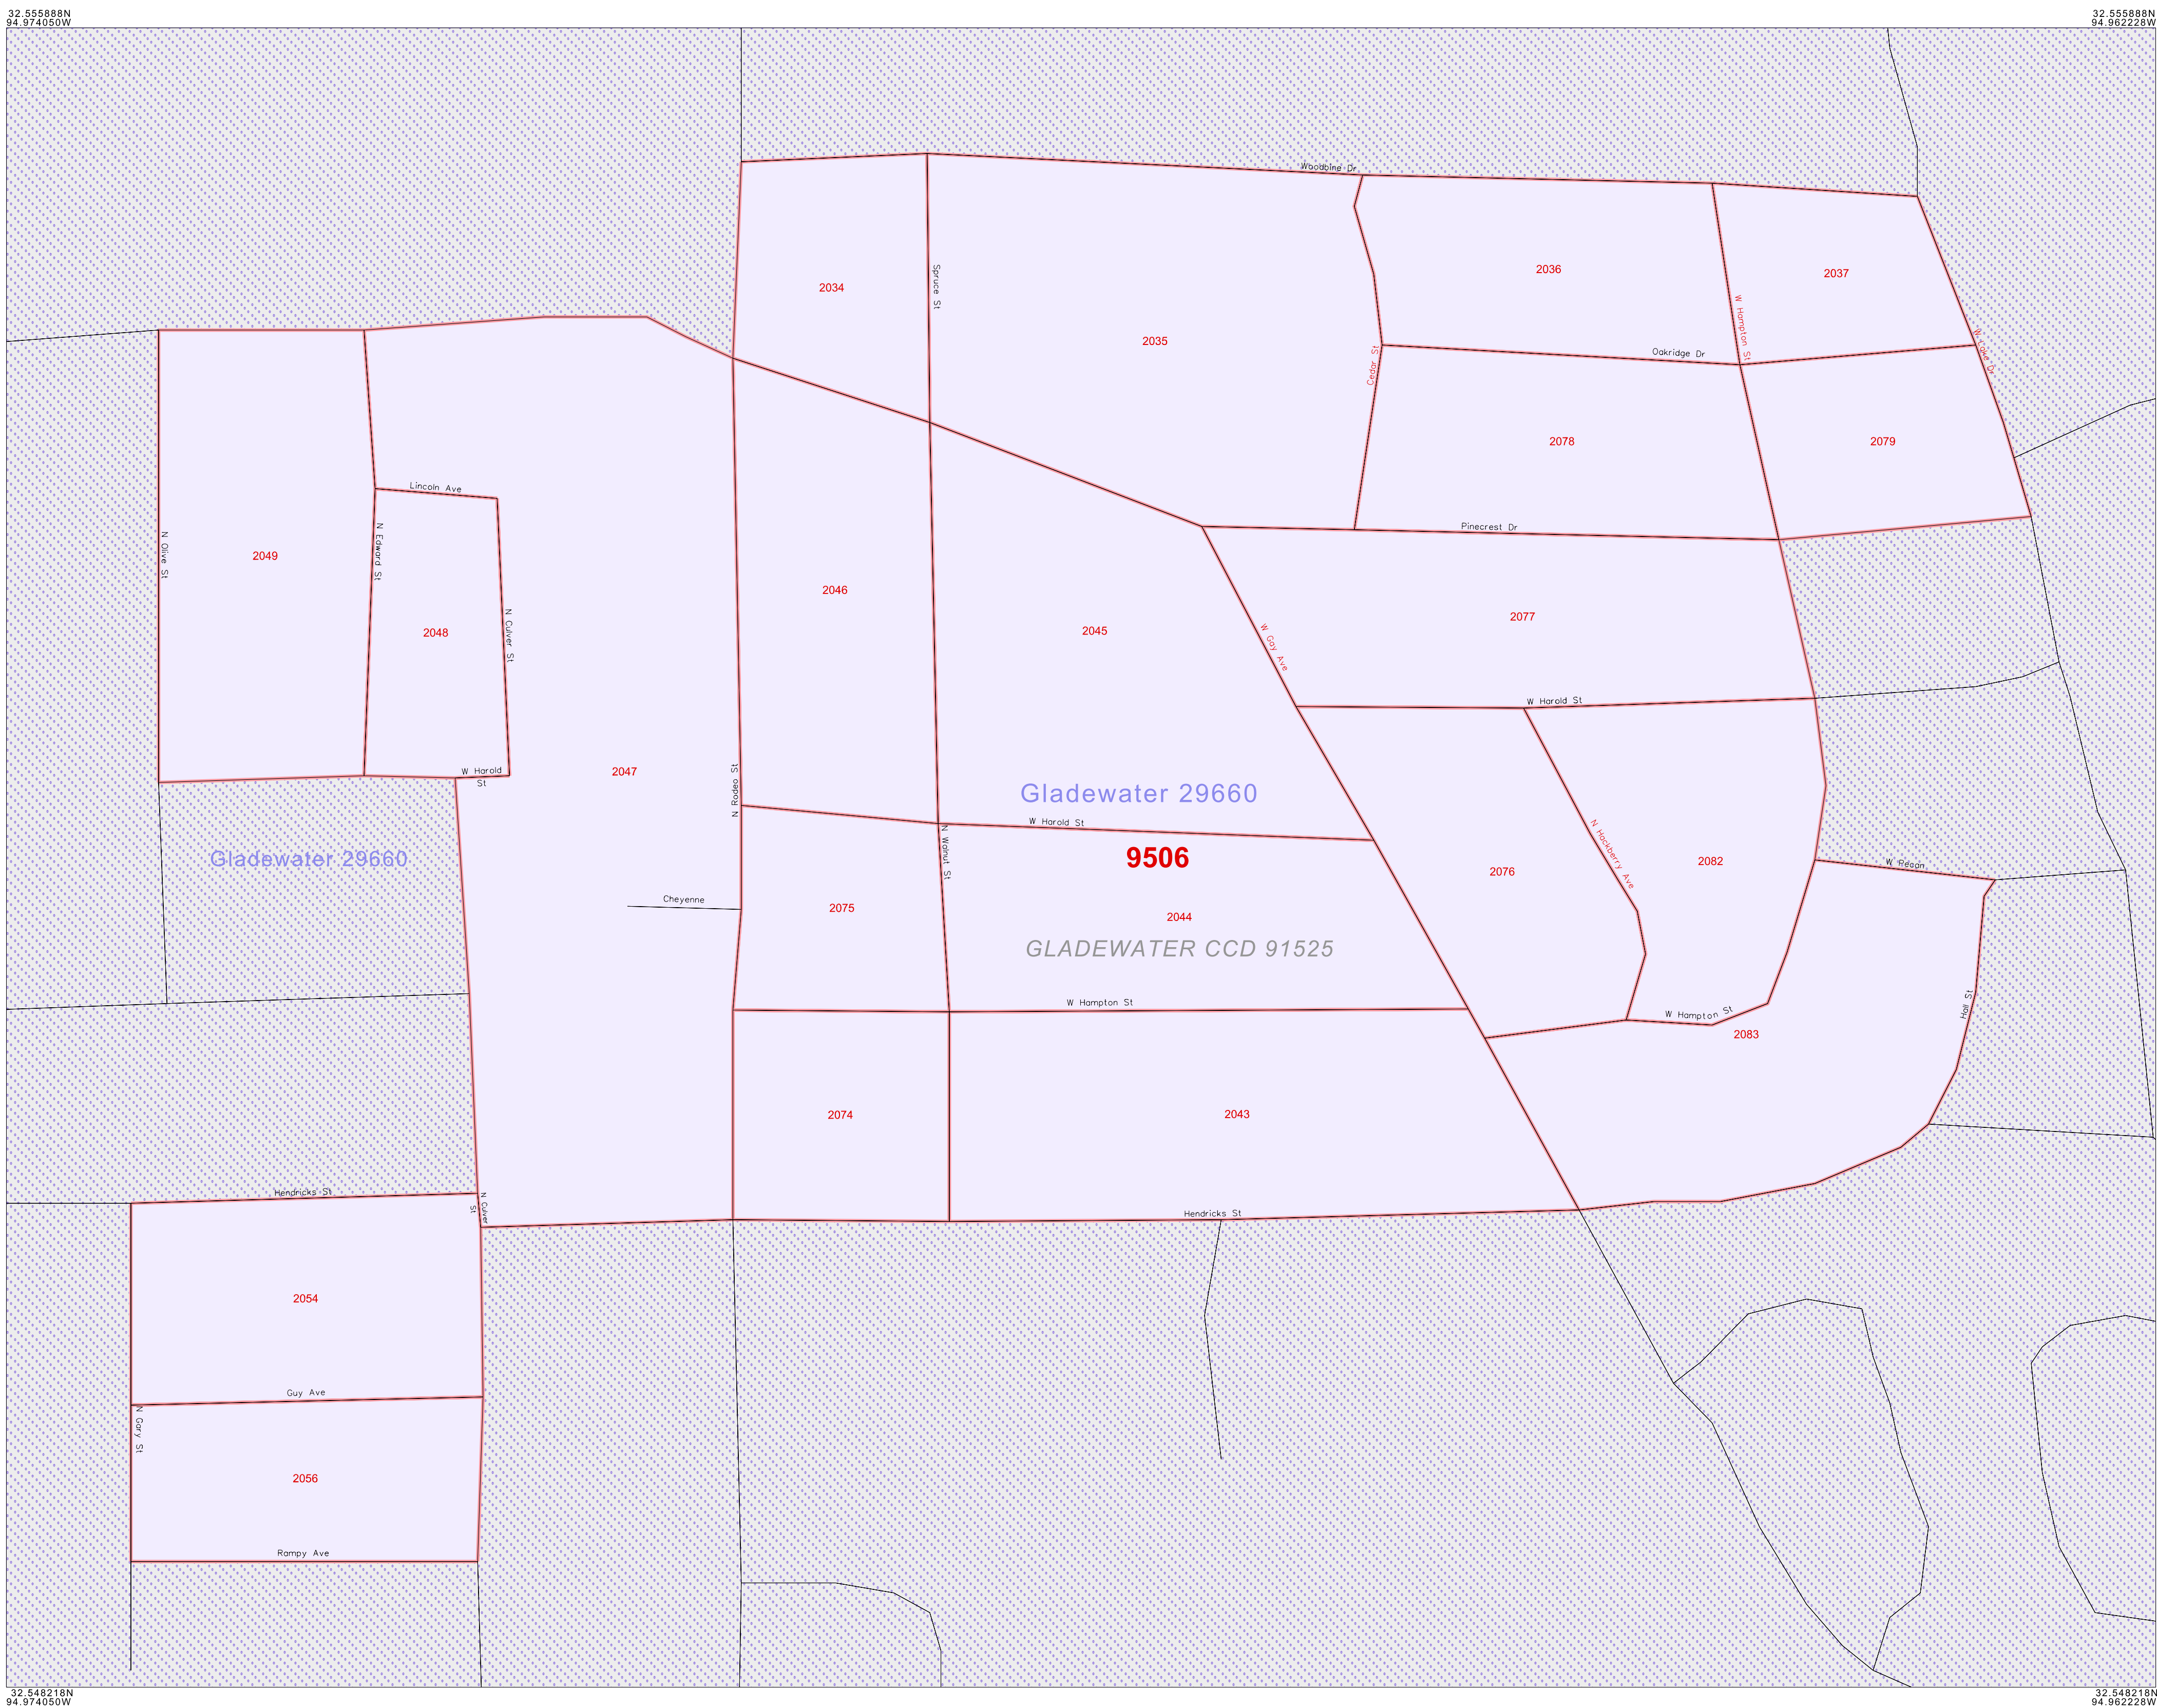 32.555888N
94.974050W
32.555888N
94.962228W
Woodbine Dr
Spruce St
2034
2035
2036
2037
W Hampton St
W Lake Dr
Cedar St
Oakridge Dr
2078
2079
Lincoln Ave
N Olive St
N Edward St
2049
2048
N Culver St
Pinecrest Dr
2046
2045
2077
W Gay Ave
W Harold St
W Harold
St
2047
N Rodeo St
Gladewater 29660
W Harold St
N Walnut St
N Hackberry Ave
Gladewater 29660
9506
2082
W Pecan
2076
Cheyenne
2075
2044
GLADEWATER CCD 91525
W Hampton St
W Hampton St
Hall St
2083
2074
2043
Hendricks St
N Culver
St
Hendricks St
2054
Guy Ave
N Gary St
2056
Rampy Ave
32.548218N
94.974050W
32.548218N
94.962228W